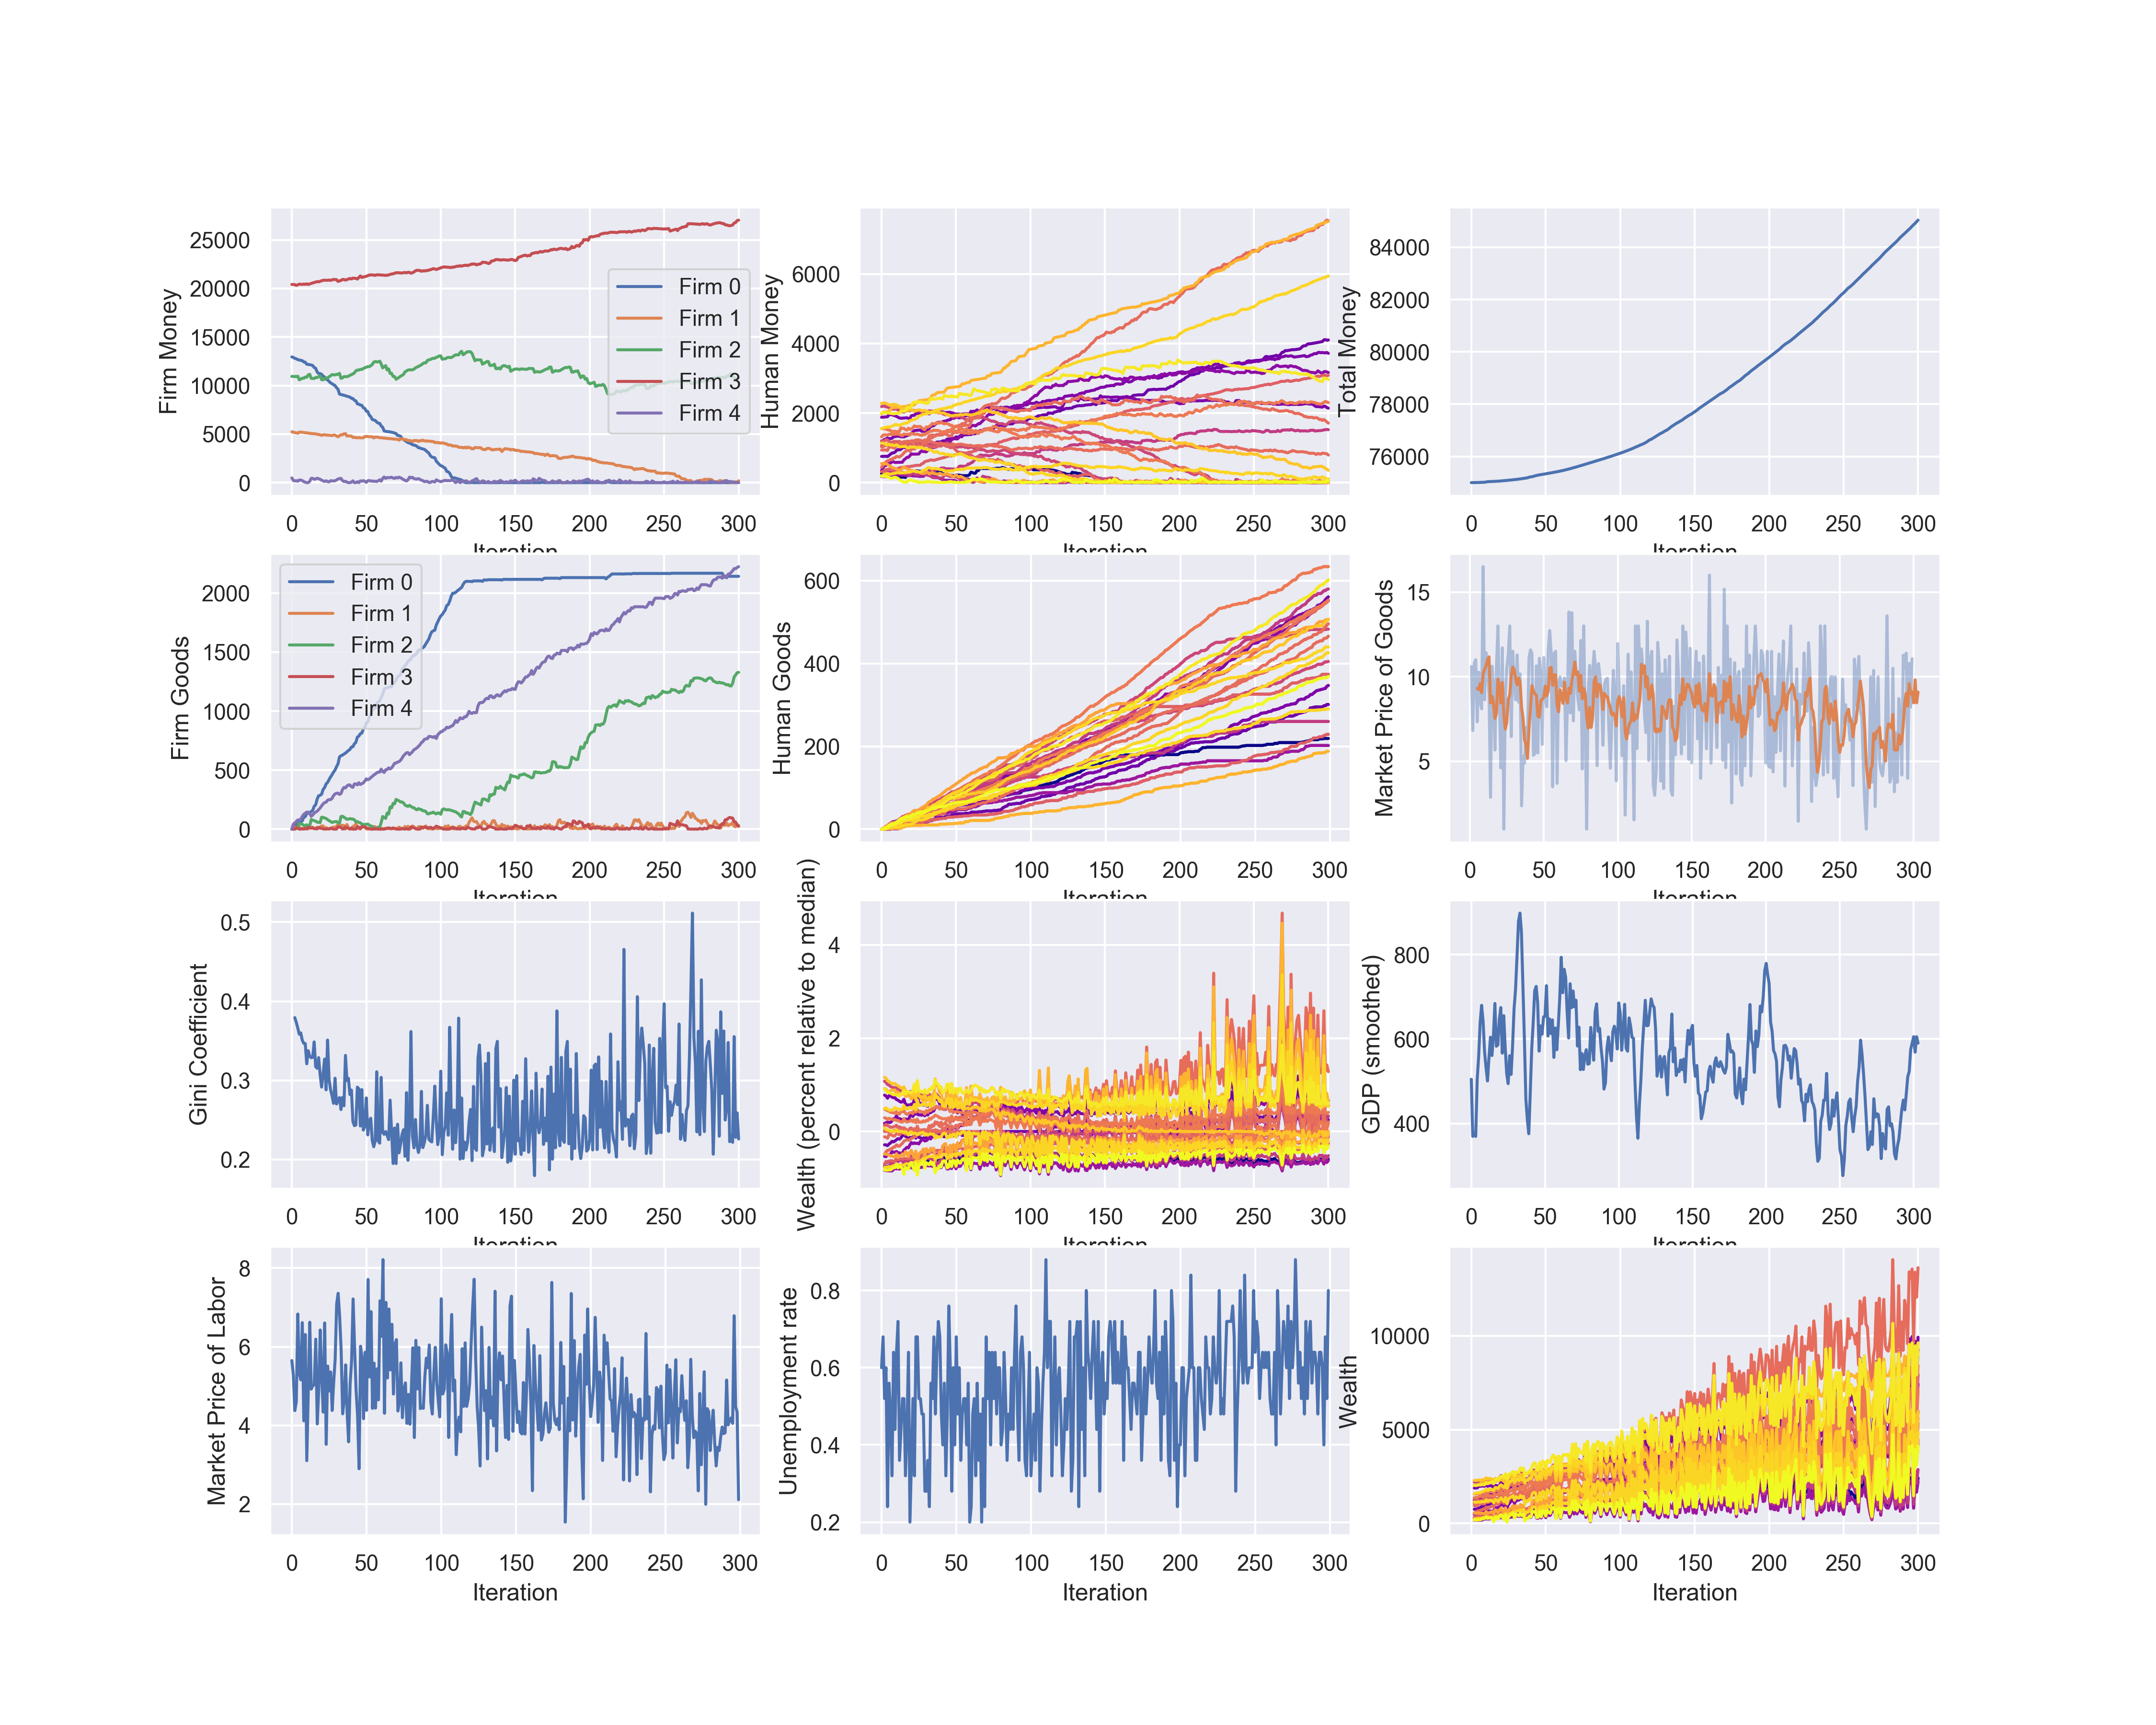 Firm Money
25000
20000
15000
10000
5000
0
Firm 0
Firm 1
Firm 2
Firm 3
Firm 4
0 50 100 150 200 250 300
Iteration
Human Money
6000
4000
2000
0
0 50 100 150 200 250 300
Iteration
Total Money
84000
82000
80000
78000
76000
0 50 100 150 200 250 300
Iteration
Firm Goods
2000
1500
1000
500
0
Firm 0
Firm 1
Firm 2
Firm 3
Firm 4
0 50 100 150 200 250 300
Iteration
Human Goods
600
400
200
0
0 50 100 150 200 250 300
Iteration
Market Price of Goods
15
10
5
0 50 100 150 200 250 300
Iteration
Gini Coefficient
0.5
0.4
0.3
0.2
0 50 100 150 200 250 300
Iteration
Wealth (percent relative to median)
4
2
0
0 50 100 150 200 250 300
Iteration
GDP (smoothed)
800
600
400
0 50 100 150 200 250 300
Iteration
Market Price of Labor
8
6
4
2
0 50 100 150 200 250 300
Iteration
Unemployment rate
0.8
0.6
0.4
0.2
0 50 100 150 200 250 300
Iteration
Wealth
10000
5000
0
0 50 100 150 200 250 300
Iteration